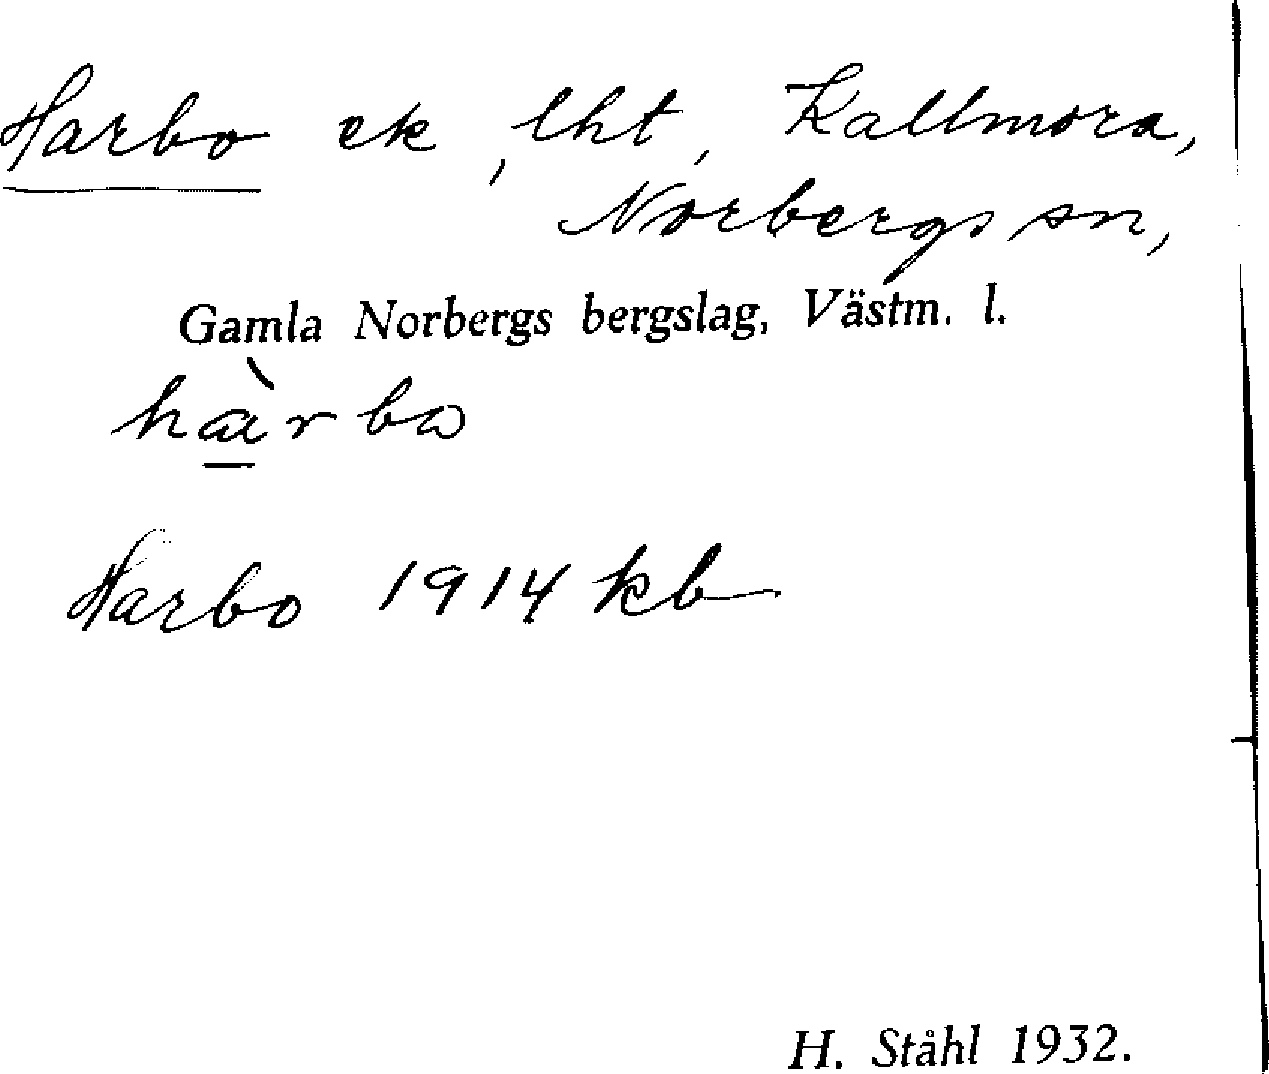 Harbo ek, lht, Kallmora,
Norbergs sn,
Gamla Norbergs bergslag, Västm. l.
hàrbω
Harbo 1914 kb
H. Ståhl 1932.